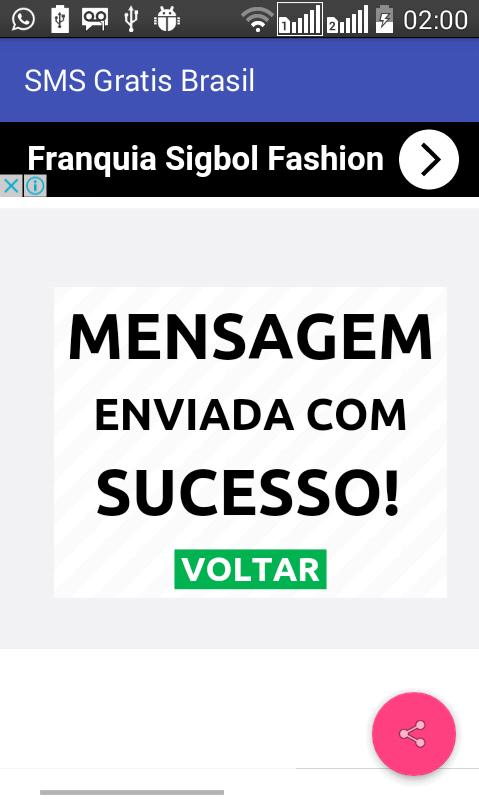 02:00
SMS Gratis Brasil
Franquia Sigbol Fashion
MENSAGEM
ENVIADA COM
SUCESSO!
VOLTAR